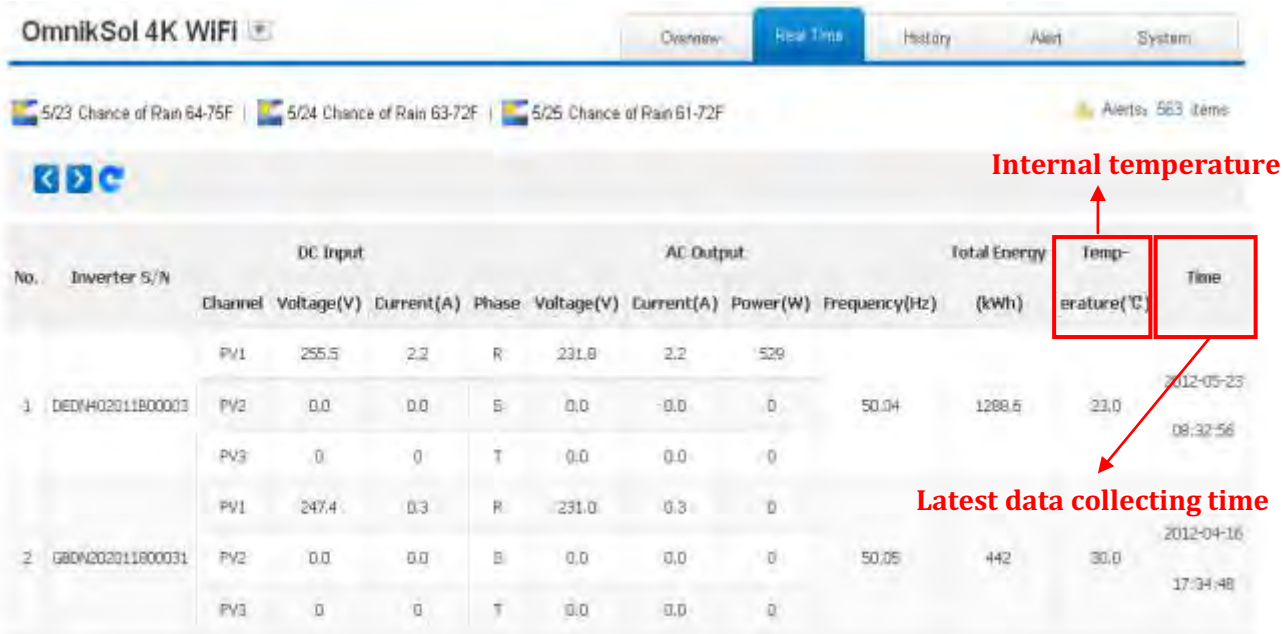 OmnikSol 4K WiFi
Overview Real Time History Alert System
5/23 Chance of Rain 64-75F | 5/24 Chance of Rain 63-72F | 5/25 Chance of Rain 61-72F
Alerts: 563 items
Internal temperature
DC Input AC Output Total Energy Temp-
No. Inverter S/N Time
Channel Voltage(V) Current(A) Phase Voltage(V) Current(A) Power(W) Frequency(Hz) (kWh) erature(℃)
PV1 255.5 2.2 R 231.8 2.2 529
2012-05-23
1 DEDN402011B00003 PV2 0.0 0.0 S 0.0 0.0 0 50.04 1288.6 23.0
08:32:56
PV3 0 0 T 0.0 0.0 0
PV1 247.4 0.3 R 231.0 0.3 0
Latest data collecting time
2012-04-16
2 PV2 0.0 0.0 S 0.0 0.0 0 50.05 442 30.0
17:34:48
PV3 0 0 T 0.0 0.0 0